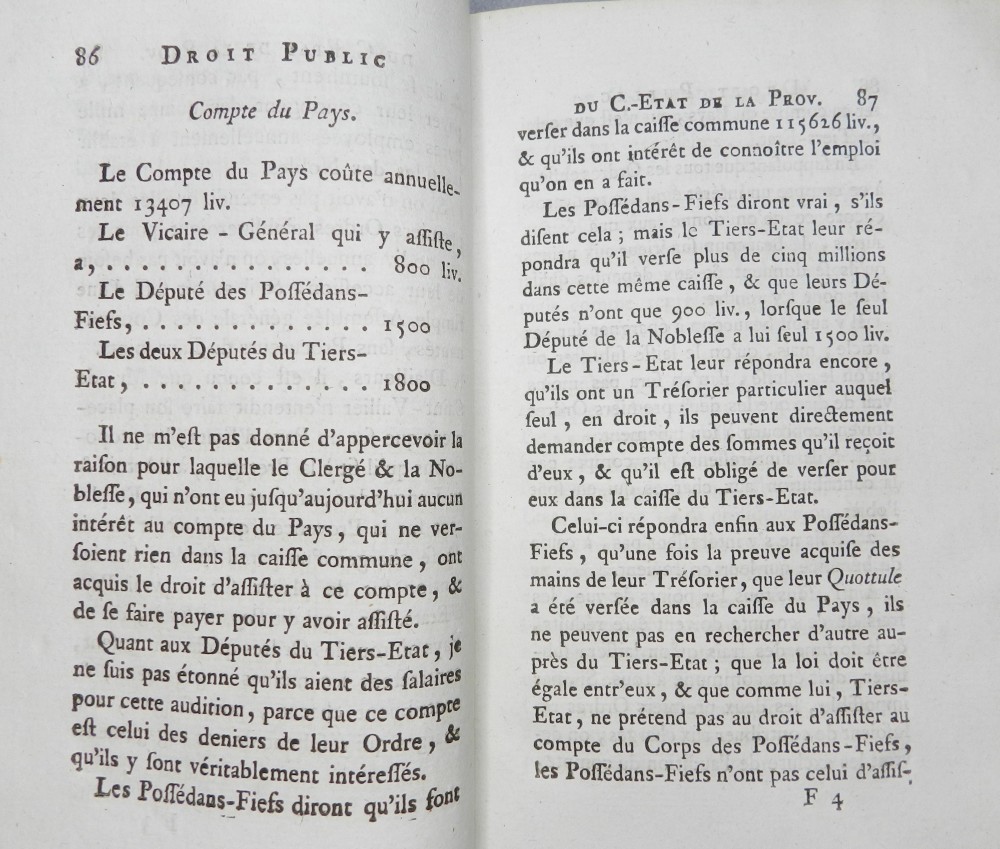 86 DROIT PUBLIC
Compte du Pays.
Le Compte du Pays coûte annuelle-
ment 13407 liv.
Le Vicaire-Général qui y aſſiſte,
a, . . . . . . . . . . . . . . . 800 liv.
Le Député des Poſſédans-
Fiefs, . . . . . . . . . . . . . 1500
Les deux Députés du Tiers-
Etat, . . . . . . . . . . . . . 1800
Il ne m'eſt pas donné d'appercevoir la
raiſon pour laquelle le Clergé & la No-
bleſſe, qui n'ont eu juſqu'aujourd'hui aucun
intérêt au compte du Pays, qui ne ver-
ſoient rien dans la caiſſe commune, ont
acquis le droit d'aſſiſter à ce compte, &
de ſe faire payer pour y avoir aſſiſté.
Quant aux Députés du Tiers-Etat, je
ne ſuis pas étonné qu'ils aient des ſalaires
pour cette audition, parce que ce compte
eſt celui des deniers de leur Ordre, &
qu'ils y ſont véritablement intéreſſés.
Les Poſſédans-Fiefs diront qu'ils ſont
DU C.-ETAT DE LA PROV. 87
verſer dans la caiſſe commune 115626 liv.,
& qu'ils ont intérêt de connoître l'emploi
qu'on en a fait.
Les Poſſédans-Fiefs diront vrai, s'ils
diſent cela; mais le Tiers-Etat leur ré-
pondra qu'il verſe plus de cinq millions
dans cette même caiſſe, & que leurs Dé-
putés n'ont que 900 liv., lorſque le ſeul
Député de la Nobleſſe a lui ſeul 1500 liv.
Le Tiers-Etat leur répondra encore,
qu'ils ont un Tréſorier particulier auquel
ſeul, en droit, ils peuvent directement
demander compte des ſommes qu'il reçoit
d'eux, & qu'il eſt obligé de verſer pour
eux dans la caiſſe du Tiers-Etat.
Celui-ci répondra enfin aux Poſſédans-
Fiefs, qu'une fois la preuve acquiſe des
mains de leur Tréſorier, que leur Quottule
a été verſée dans la caiſſe du Pays, ils
ne peuvent pas en rechercher d'autre au-
près du Tiers-Etat; que la loi doit être
égale entr'eux, & que comme lui, Tiers-
Etat, ne prétend pas au droit d'aſſiſter au
compte du Corps des Poſſédans-Fiefs,
les Poſſédans-Fiefs n'ont pas celui d'aſſiſ-
F 4